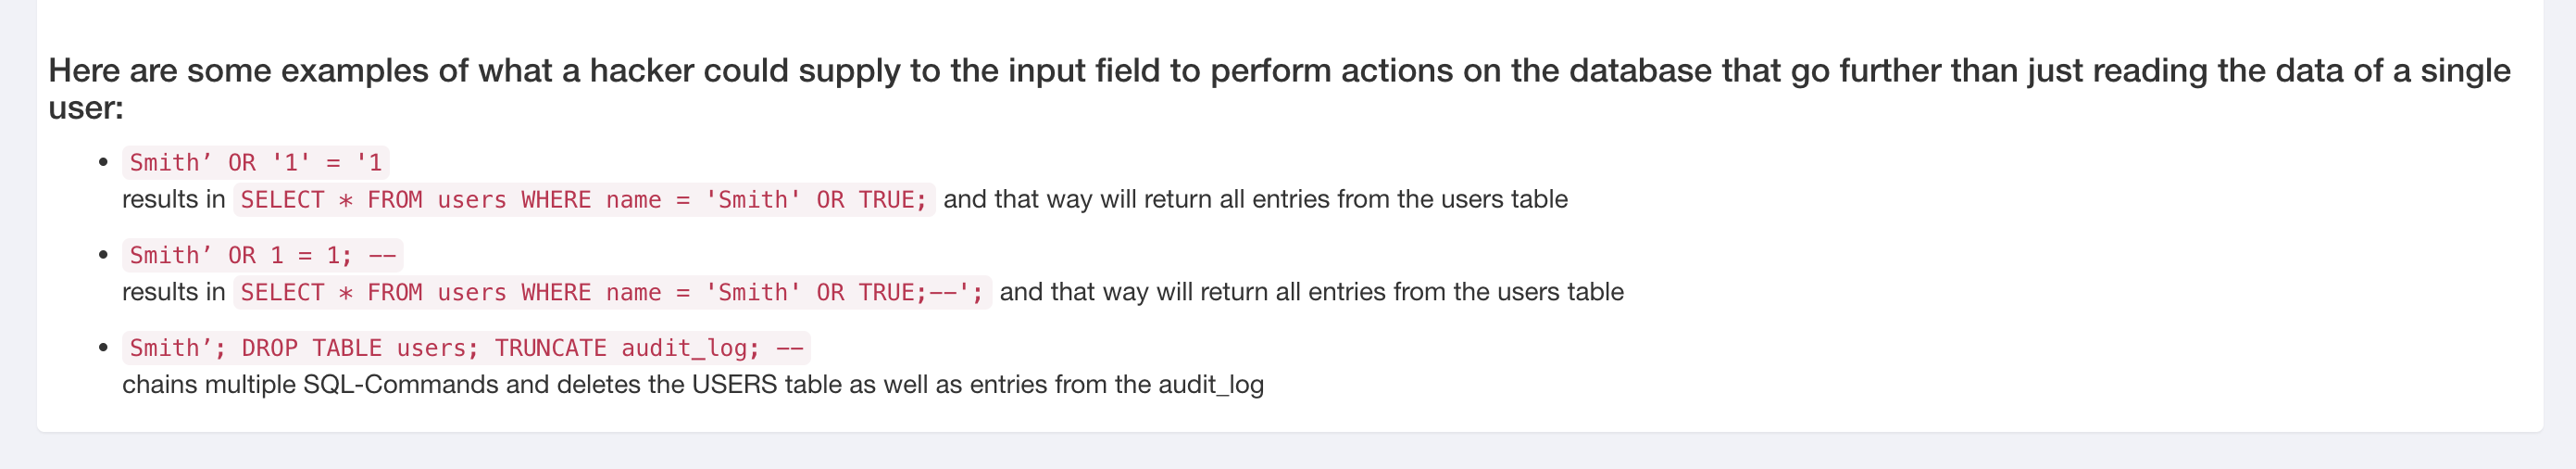 Here are some examples of what a hacker could supply to the input field to perform actions on the database that go further than just reading the data of a single
user:
• Smith’ OR '1' = '1
results in SELECT * FROM users WHERE name = 'Smith' OR TRUE; and that way will return all entries from the users table
• Smith’ OR 1 = 1; --
results in SELECT * FROM users WHERE name = 'Smith' OR TRUE;--'; and that way will return all entries from the users table
• Smith’; DROP TABLE users; TRUNCATE audit_log; --
chains multiple SQL-Commands and deletes the USERS table as well as entries from the audit_log